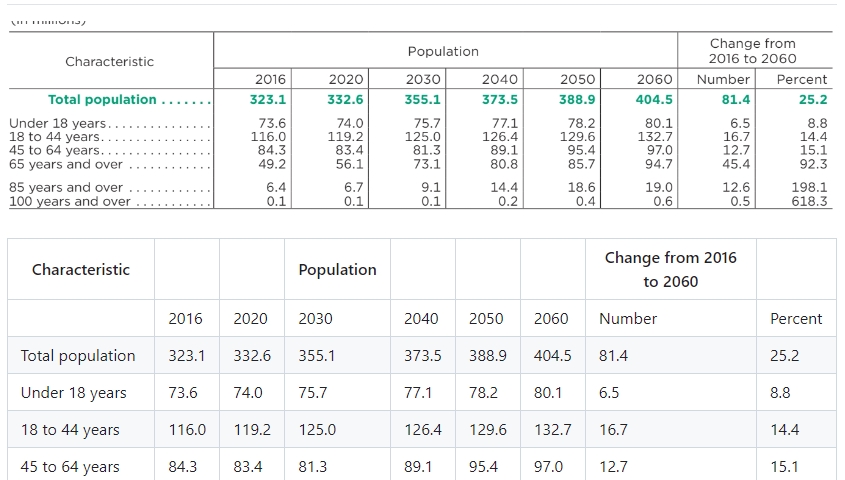 (in millions)
Characteristic Population Change from 2016 to 2060
2016 2020 2030 2040 2050 2060 Number Percent
Total population ....... 323.1 332.6 355.1 373.5 388.9 404.5 81.4 25.2
Under 18 years.............. 73.6 74.0 75.7 77.1 78.2 80.1 6.5 8.8
18 to 44 years............... 116.0 119.2 125.0 126.4 129.6 132.7 16.7 14.4
45 to 64 years............... 84.3 83.4 81.3 89.1 95.4 97.0 12.7 15.1
65 years and over ............ 49.2 56.1 73.1 80.8 85.7 94.7 45.4 92.3
85 years and over ............ 6.4 6.7 9.1 14.4 18.6 19.0 12.6 198.1
100 years and over ........... 0.1 0.1 0.1 0.2 0.4 0.6 0.5 618.3
Characteristic Population Change from 2016
to 2060
2016 2020 2030 2040 2050 2060 Number Percent
Total population 323.1 332.6 355.1 373.5 388.9 404.5 81.4 25.2
Under 18 years 73.6 74.0 75.7 77.1 78.2 80.1 6.5 8.8
18 to 44 years 116.0 119.2 125.0 126.4 129.6 132.7 16.7 14.4
45 to 64 years 84.3 83.4 81.3 89.1 95.4 97.0 12.7 15.1